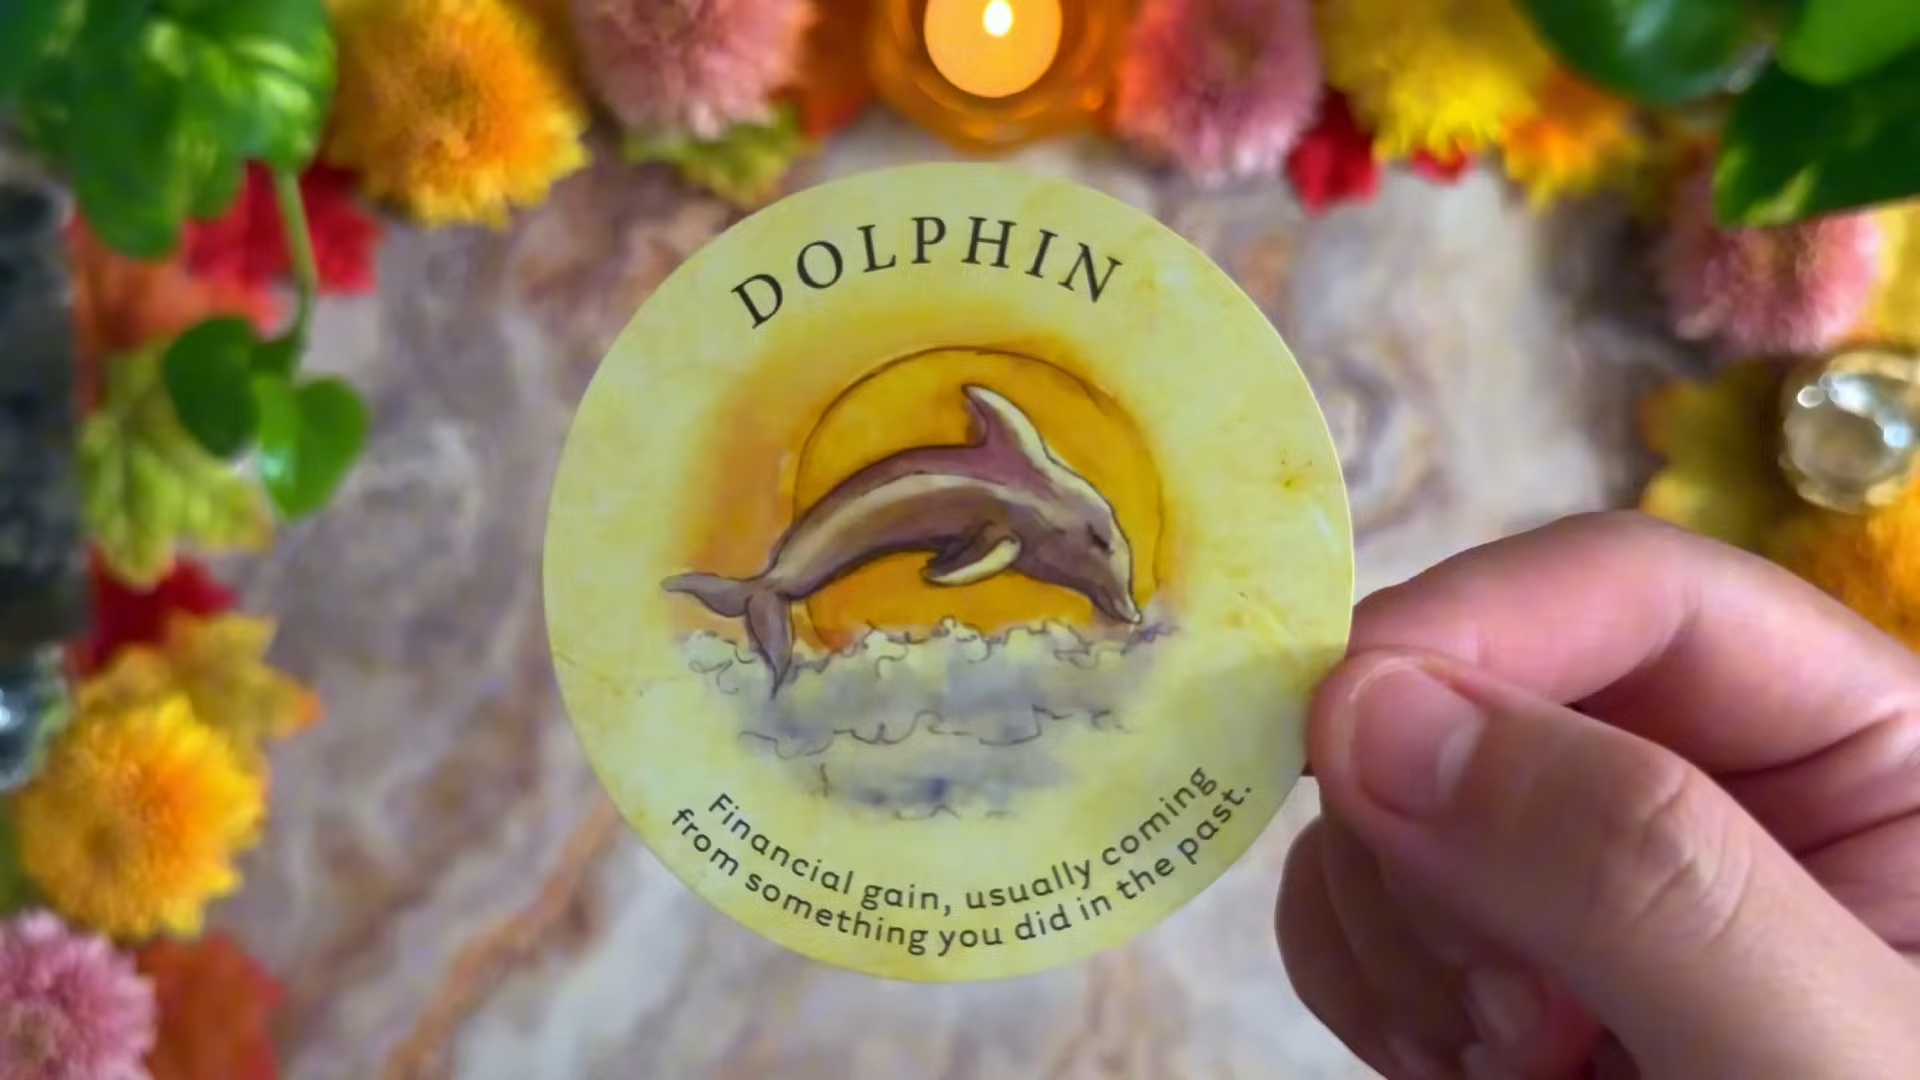 DOLPHIN
Financial gain, usually coming
from something you did in the past.